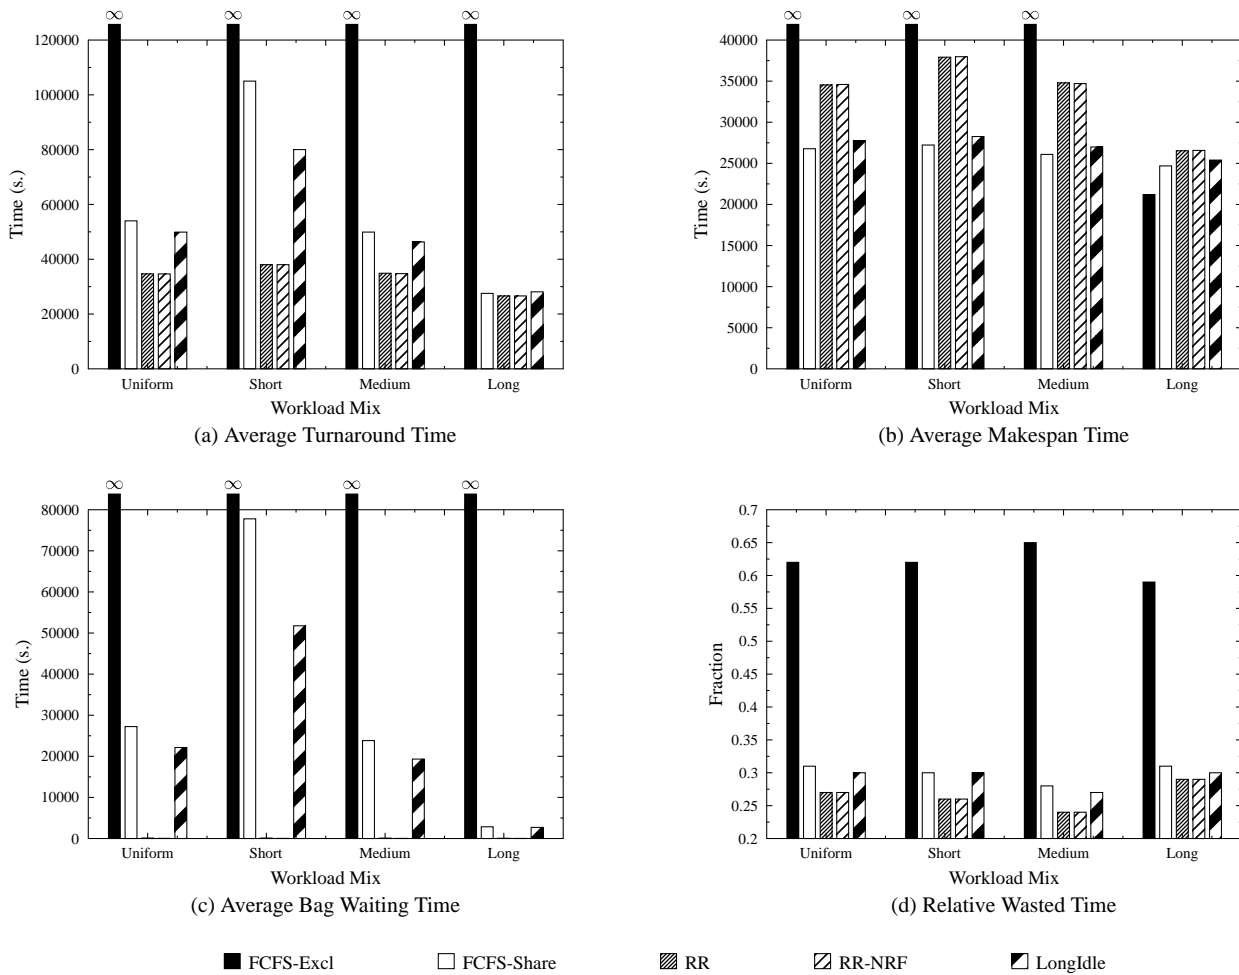 ∞ ∞ ∞ ∞
120000
100000
80000
60000
40000
20000
0
Time (s.)
Uniform Short Medium Long
Workload Mix
(a) Average Turnaround Time
∞ ∞ ∞
40000
35000
30000
25000
20000
15000
10000
5000
0
Time (s.)
Uniform Short Medium Long
Workload Mix
(b) Average Makespan Time
∞ ∞ ∞ ∞
80000
70000
60000
50000
40000
30000
20000
10000
0
Time (s.)
Uniform Short Medium Long
Workload Mix
(c) Average Bag Waiting Time
0.7
0.65
0.6
0.55
0.5
0.45
0.4
0.35
0.3
0.25
0.2
Fraction
Uniform Short Medium Long
Workload Mix
(d) Relative Wasted Time
FCFS-Excl FCFS-Share RR RR-NRF LongIdle